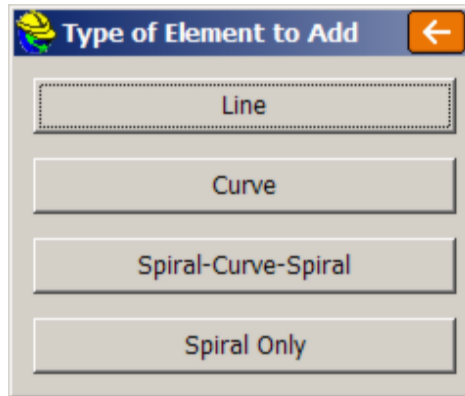 Type of Element to Add
Line
Curve
Spiral-Curve-Spiral
Spiral Only